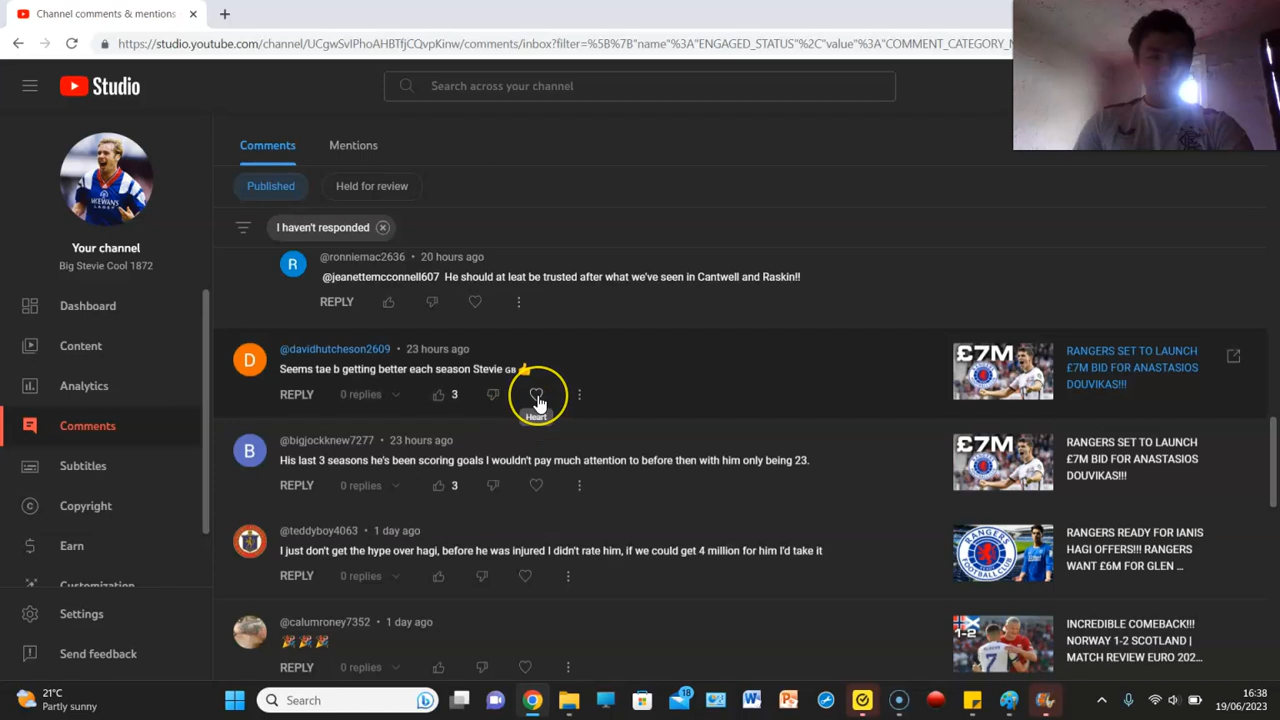 Channel comments & mentions
https://studio.youtube.com/channel/UCgwSvIPhoAHBTfjCQvpKinw/comments/inbox?filter=%5B%7B"name"%3A"ENGAGED_STATUS"%2C"value"%3A"COMMENT_CATEGORY_
Studio
Search across your channel
Comments
Mentions
Published
Held for review
I haven't responded
Your channel
Big Stevie Cool 1872
Dashboard
Content
Analytics
Comments
Subtitles
Copyright
Earn
Customization
Settings
Send feedback
R
@ronniemac2636 • 20 hours ago
@jeanettemcconnell607 He should at leat be trusted after what we've seen in Cantwell and Raskin!!
REPLY
D
@davidhutcheson2609 • 23 hours ago
Seems tae b getting better each season Stevie GB 👍
REPLY 0 replies 3
Heart
£7M
RANGERS SET TO LAUNCH
£7M BID FOR ANASTASIOS
DOUVIKAS!!!
B
@bigjockknew7277 • 23 hours ago
His last 3 seasons he's been scoring goals I wouldn't pay much attention to before then with him only being 23.
REPLY 0 replies 3
£7M
RANGERS SET TO LAUNCH
£7M BID FOR ANASTASIOS
DOUVIKAS!!!
@teddyboy4063 • 1 day ago
I just don't get the hype over hagi, before he was injured I didn't rate him, if we could get 4 million for him I'd take it
REPLY 0 replies
RANGERS READY FOR IANIS
HAGI OFFERS!!! RANGERS
WANT £6M FOR GLEN ...
@calumroney7352 • 1 day ago
🎉🎉🎉
REPLY 0 replies
1-2
INCREDIBLE COMEBACK!!!
NORWAY 1-2 SCOTLAND |
MATCH REVIEW EURO 202...
21°C
Partly sunny
Search
18
16:38
19/06/2023